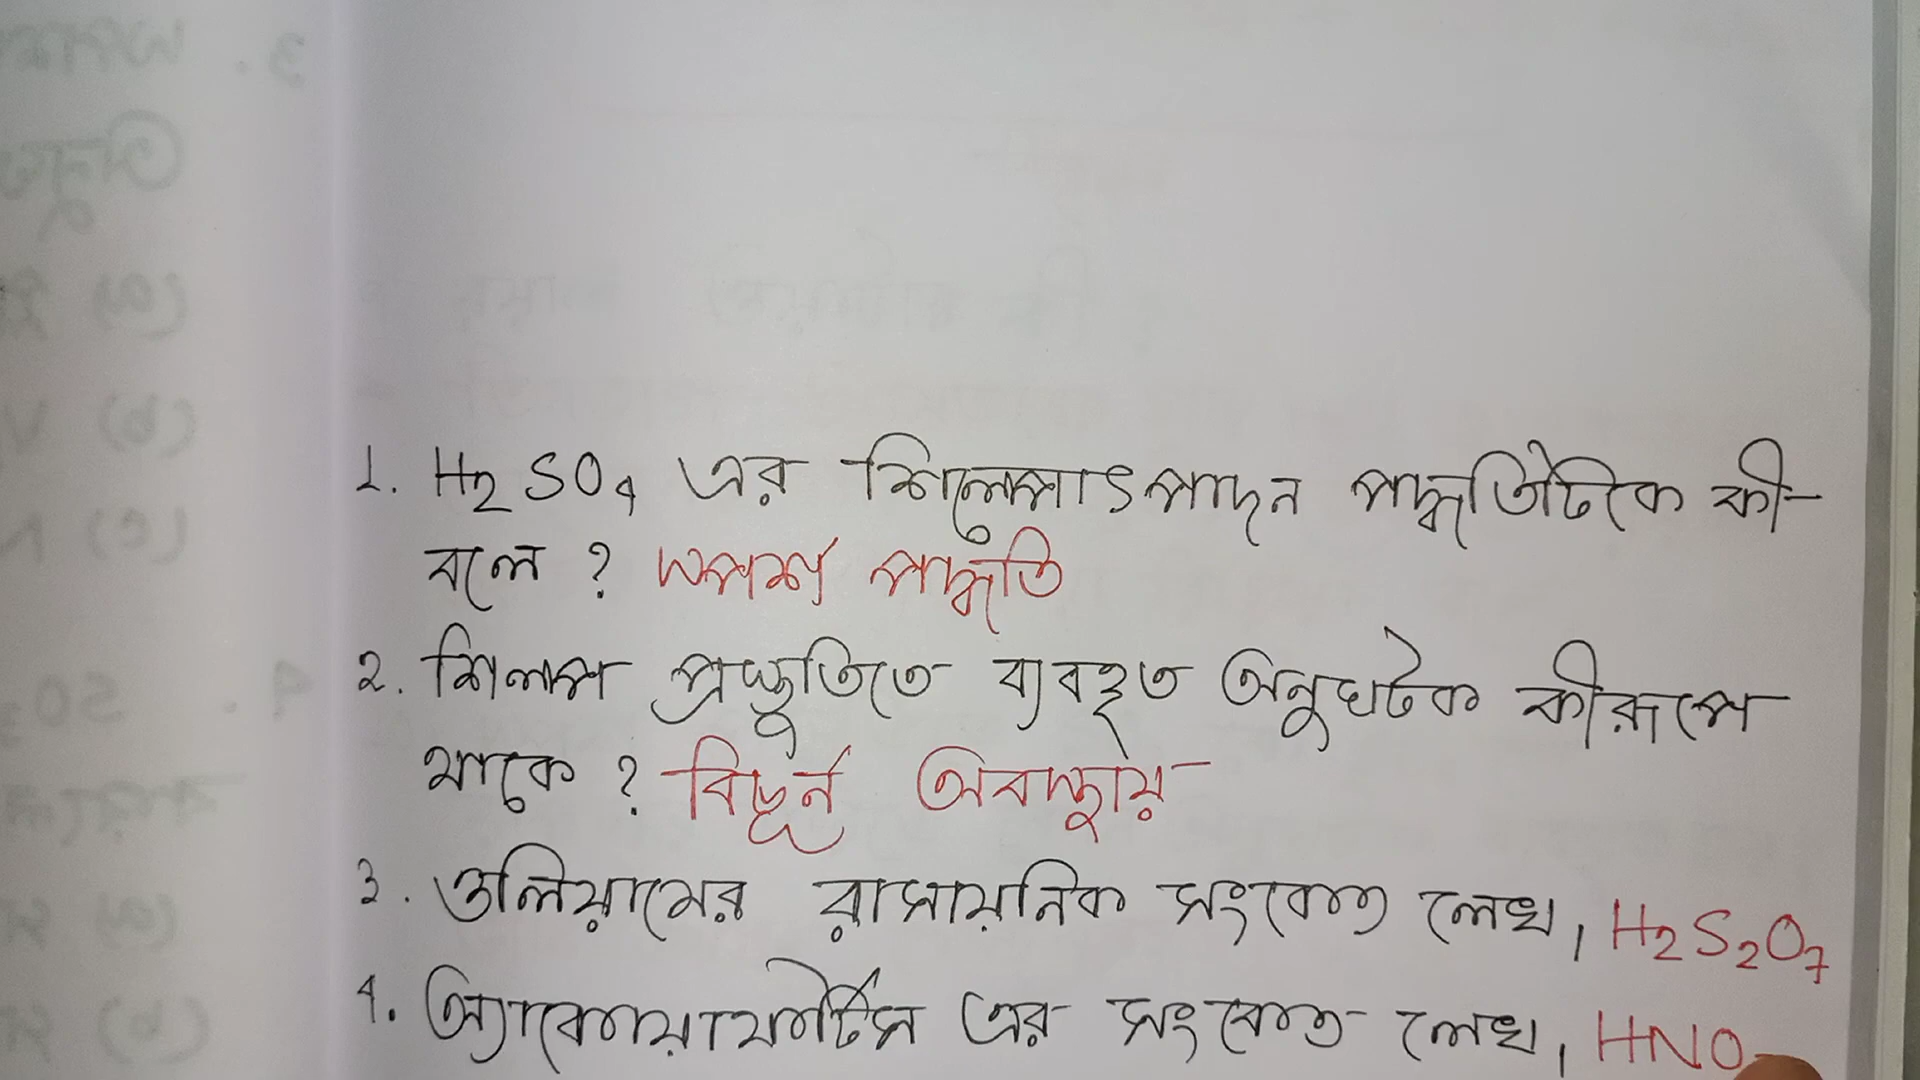 1. H2SO4 এর শিল্পোৎপাদন পদ্ধতিটিকে কী
বলে ? স্পর্শ পদ্ধতি
2. শিল্প প্রস্তুতিতে ব্যবহৃত অনুঘটক কীরূপে
থাকে ? বিচূর্ন অবস্থায়
3. ওলিয়ামের রাসায়নিক সংকেত লেখ, H2S2O7
4. অ্যাকোয়াফর্টিস এর সংকেত লেখ, HNO